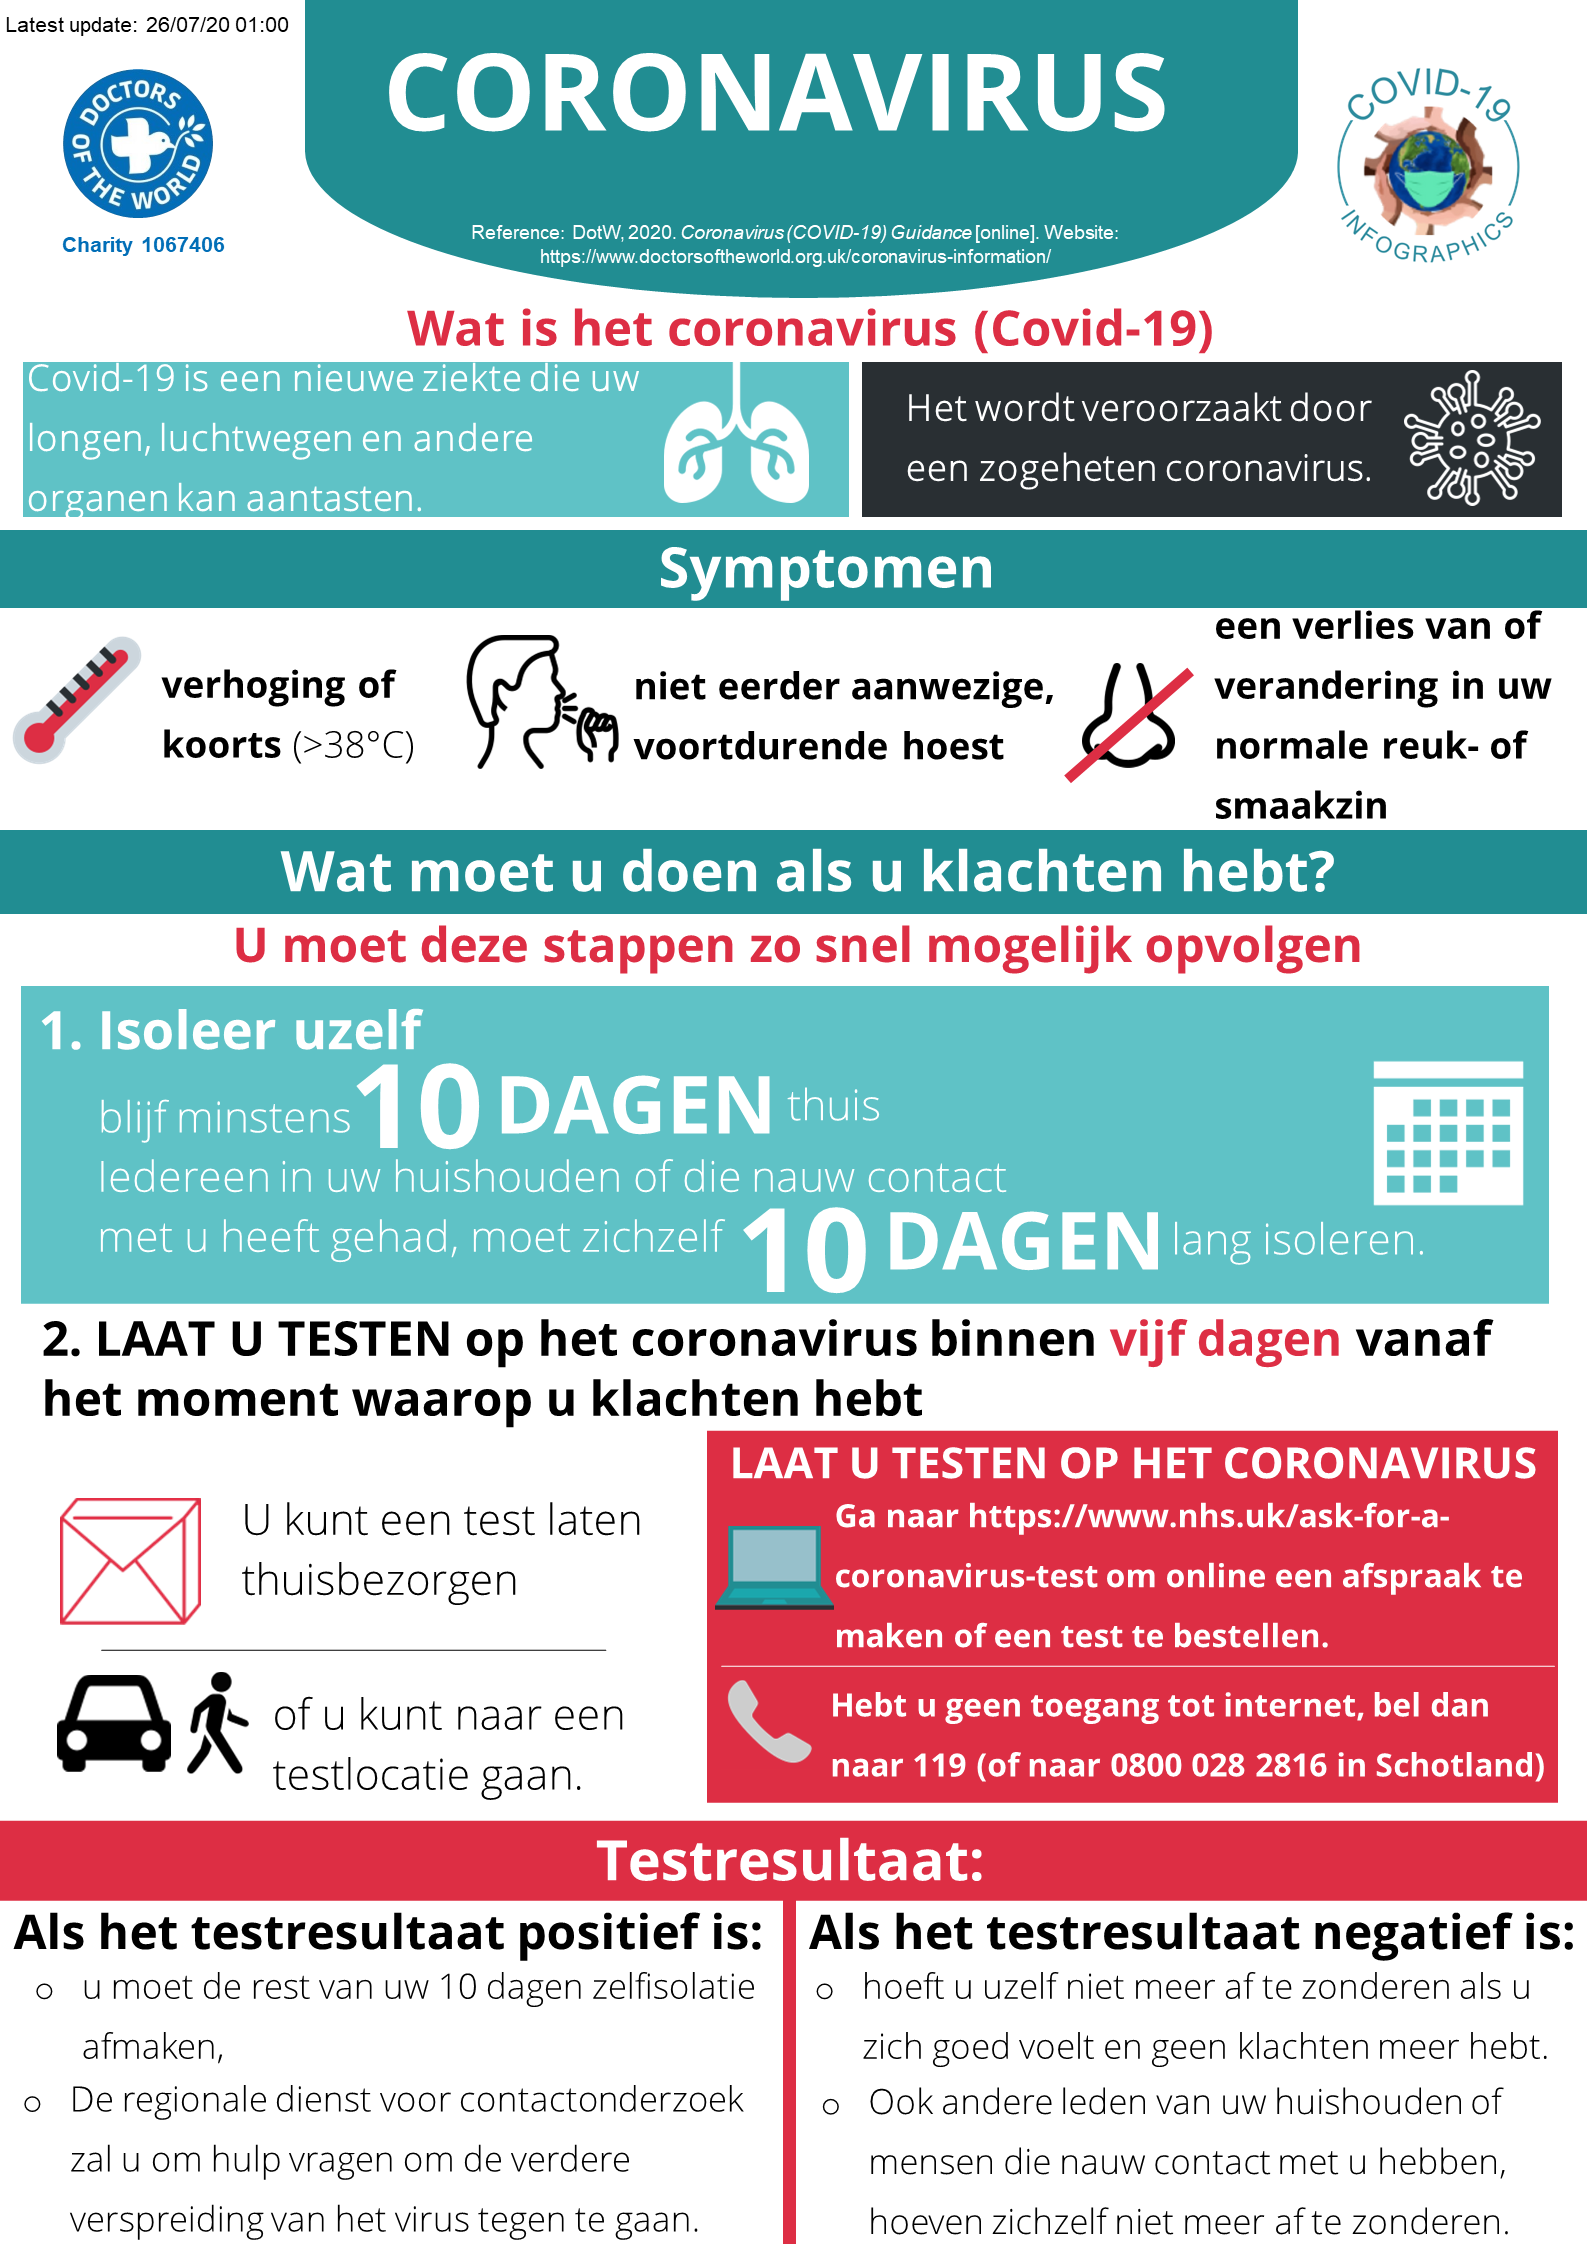 Latest update: 26/07/20 01:00
DOCTORS OF THE WORLD
Charity 1067406
CORONAVIRUS
Reference: DotW, 2020. Coronavirus (COVID-19) Guidance [online]. Website:
https://www.doctorsoftheworld.org.uk/coronavirus-information/
COVID-19
INFOGRAPHICS
Wat is het coronavirus (Covid-19)
Covid-19 is een nieuwe ziekte die uw
longen, luchtwegen en andere
organen kan aantasten.
Het wordt veroorzaakt door
een zogeheten coronavirus.
Symptomen
verhoging of
koorts (>38°C)
niet eerder aanwezige,
voortdurende hoest
een verlies van of
verandering in uw
normale reuk- of
smaakzin
Wat moet u doen als u klachten hebt?
U moet deze stappen zo snel mogelijk opvolgen
1. Isoleer uzelf
blijf minstens 10 DAGEN thuis
Iedereen in uw huishouden of die nauw contact
met u heeft gehad, moet zichzelf 10 DAGEN lang isoleren.
2. LAAT U TESTEN op het coronavirus binnen vijf dagen vanaf
het moment waarop u klachten hebt
U kunt een test laten
thuisbezorgen
of u kunt naar een
testlocatie gaan.
LAAT U TESTEN OP HET CORONAVIRUS
Ga naar https://www.nhs.uk/ask-for-a-
coronavirus-test om online een afspraak te
maken of een test te bestellen.
Hebt u geen toegang tot internet, bel dan
naar 119 (of naar 0800 028 2816 in Schotland)
Testresultaat:
Als het testresultaat positief is:
o u moet de rest van uw 10 dagen zelfisolatie
afmaken,
o De regionale dienst voor contactonderzoek
zal u om hulp vragen om de verdere
verspreiding van het virus tegen te gaan.
Als het testresultaat negatief is:
o hoeft u uzelf niet meer af te zonderen als u
zich goed voelt en geen klachten meer hebt.
o Ook andere leden van uw huishouden of
mensen die nauw contact met u hebben,
hoeven zichzelf niet meer af te zonderen.